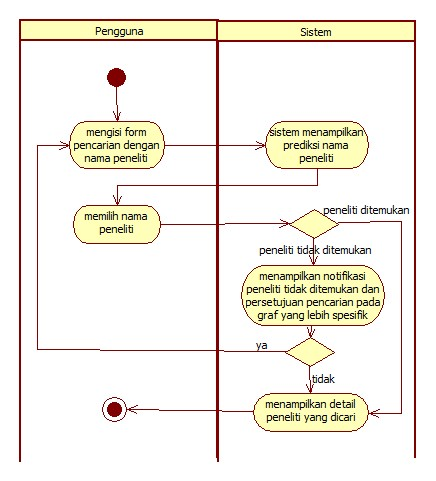 Pengguna
Sistem
mengisi form
pencarian dengan
nama peneliti
sistem menampilkan
prediksi nama
peneliti
memilih nama
peneliti
peneliti ditemukan
peneliti tidak ditemukan
menampilkan notifikasi
peneliti tidak ditemukan dan
persetujuan pencarian pada
graf yang lebih spesifik
ya
tidak
menampilkan detail
peneliti yang dicari